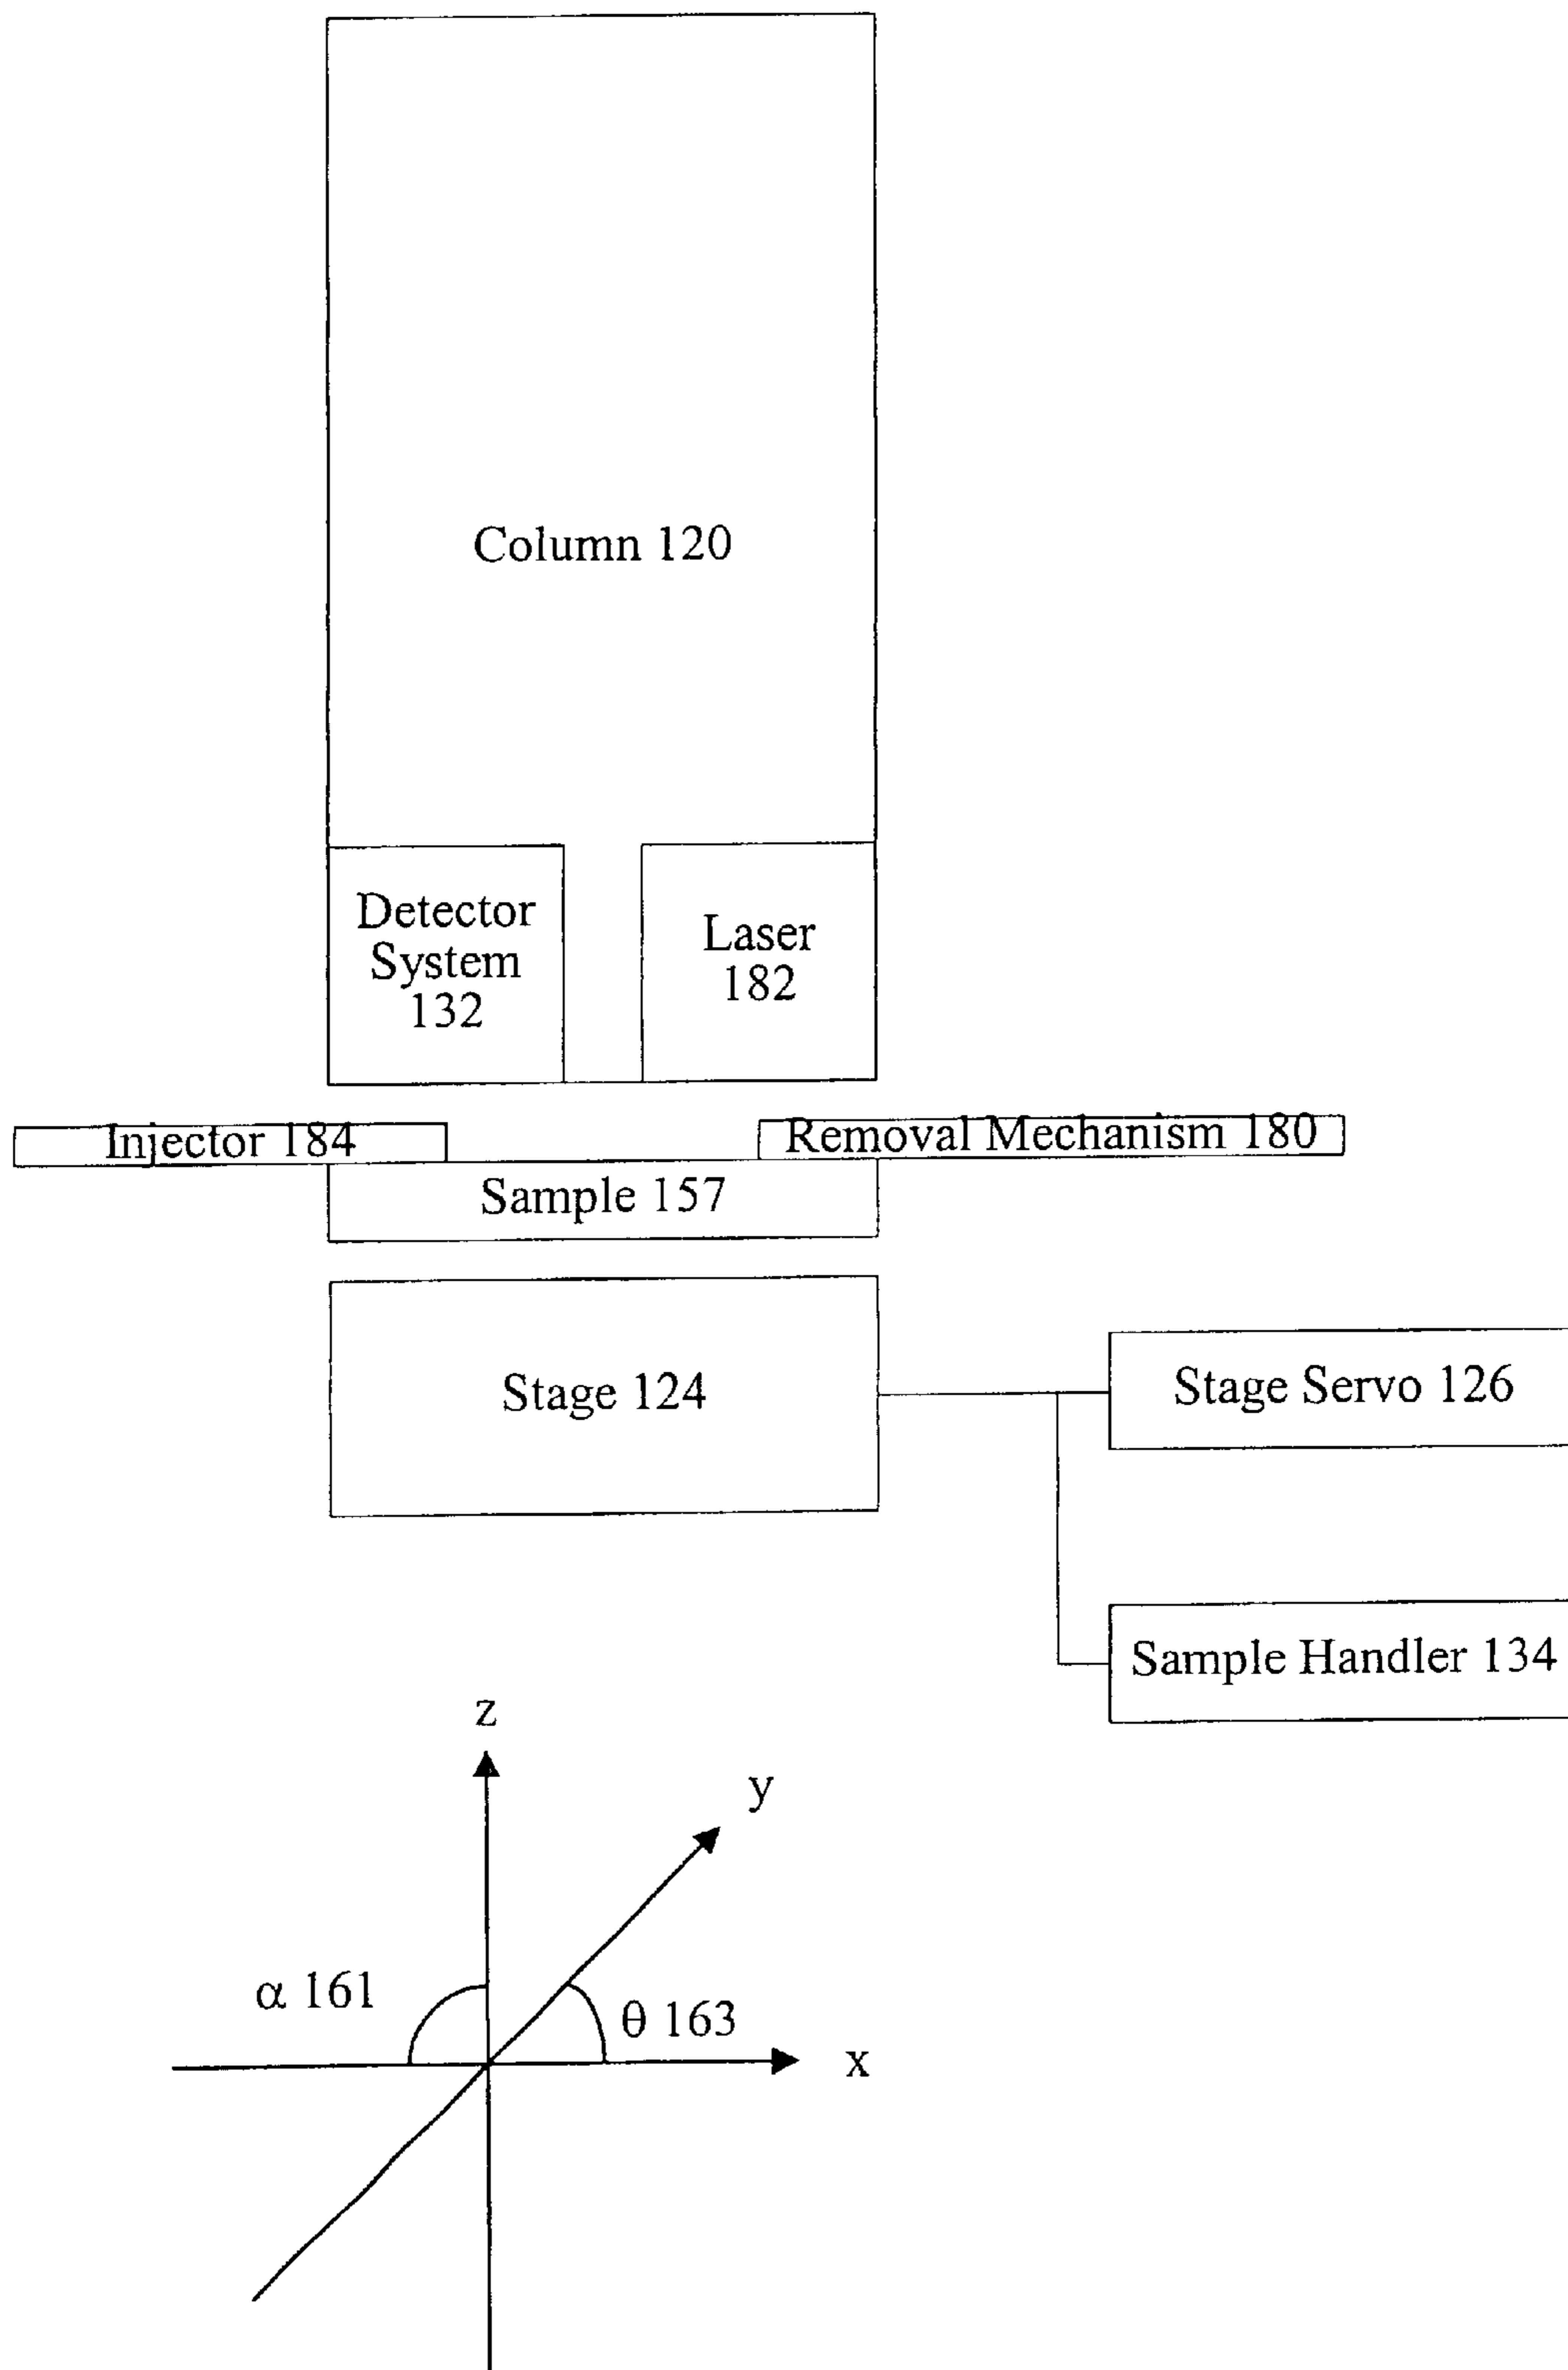 Column 120
Detector
System
132
Laser
182
Injector 184
Removal Mechanism 180
Sample 157
Stage 124
Stage Servo 126
Sample Handler 134
z
y
α 161
θ 163
x